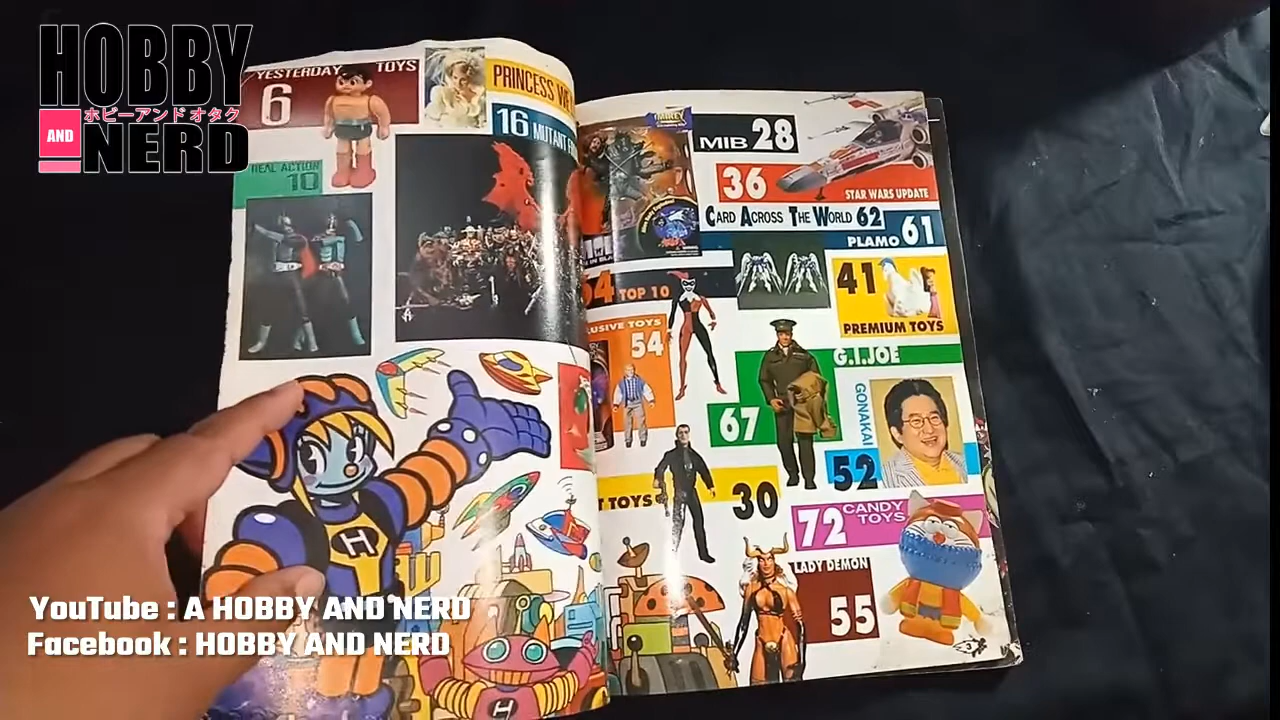 HOBBY
AND
ホビーアンド オタク
NERD
YESTERDAY TOYS
6
PRINCESS
16 MUTANT
REAL ACTION
10
MIB 28
36
STAR WARS UPDATE
CARD ACROSS THE WORLD 62
PLAMO 61
TOP 10
41
PREMIUM TOYS
54
G.I.JOE
67
GONAKAI
52
TOYS
30
72 CANDY TOYS
LADY DEMON
55
H
H
3
YouTube : A HOBBY AND NERD
Facebook : HOBBY AND NERD